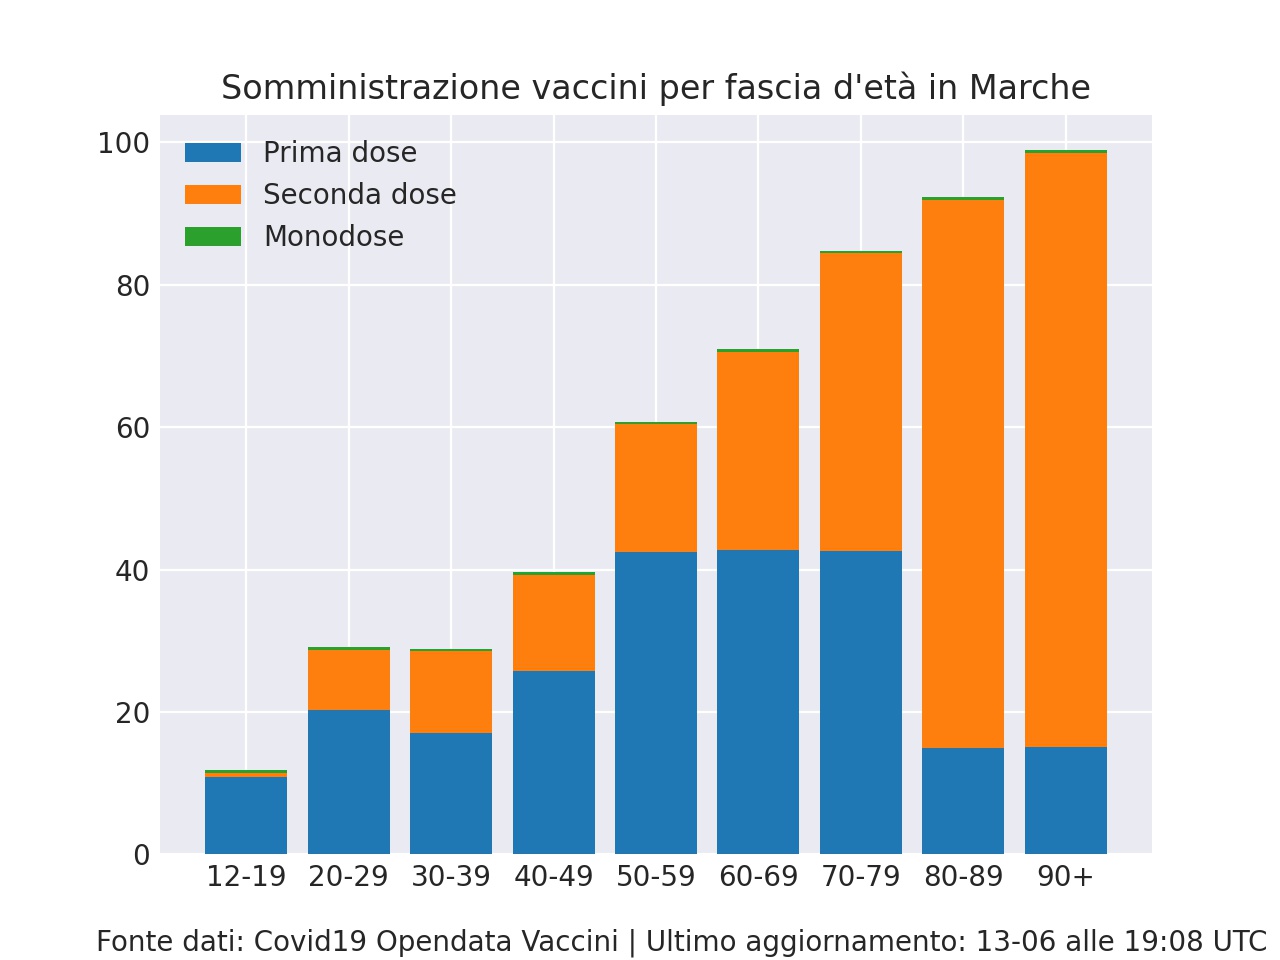 Somministrazione vaccini per fascia d'età in Marche
100
80
60
40
20
0
Prima dose
Seconda dose
Monodose
12-19 20-29 30-39 40-49 50-59 60-69 70-79 80-89 90+
Fonte dati: Covid19 Opendata Vaccini | Ultimo aggiornamento: 13-06 alle 19:08 UTC